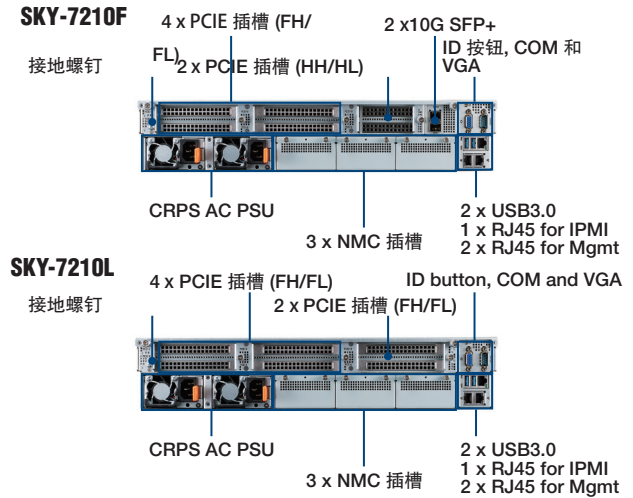 SKY-7210F
4 x PCIE 插槽 (FH/
FL)
2 x10G SFP+
ID 按钮, COM 和
VGA
接地螺钉
2 x PCIE 插槽 (HH/HL)
CRPS AC PSU
3 x NMC 插槽
2 x USB3.0
1 x RJ45 for IPMI
2 x RJ45 for Mgmt
SKY-7210L
4 x PCIE 插槽 (FH/FL)
ID button, COM and VGA
接地螺钉
2 x PCIE 插槽 (FH/FL)
CRPS AC PSU
3 x NMC 插槽
2 x USB3.0
1 x RJ45 for IPMI
2 x RJ45 for Mgmt